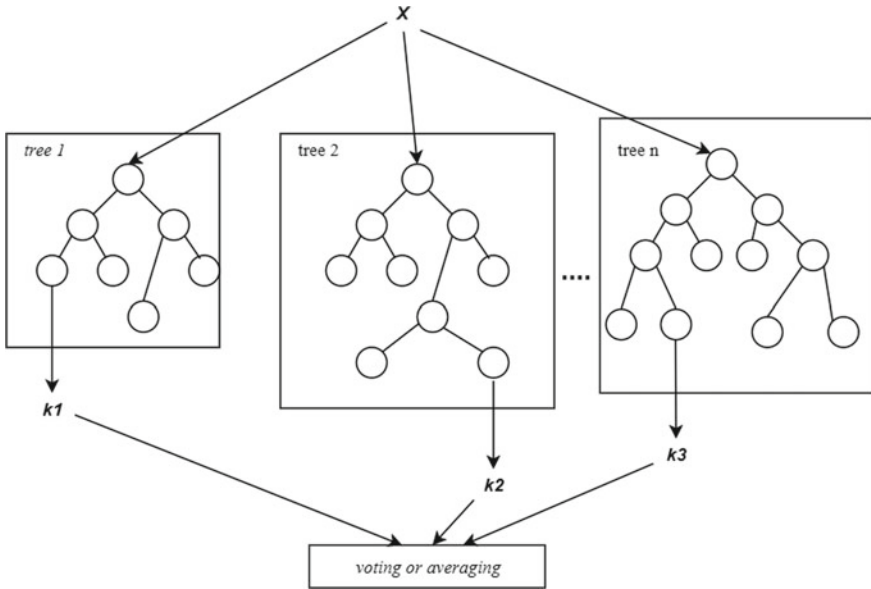 X
tree 1
tree 2
tree n
....
k1
k2
k3
voting or averaging